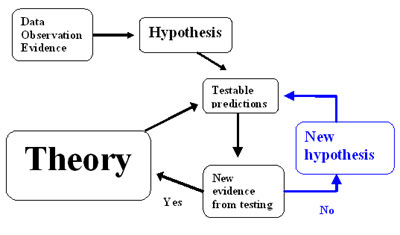 Data
Observation
Evidence
Hypothesis
Testable
predictions
New
hypothesis
Theory
New
evidence
from testing
Yes
No